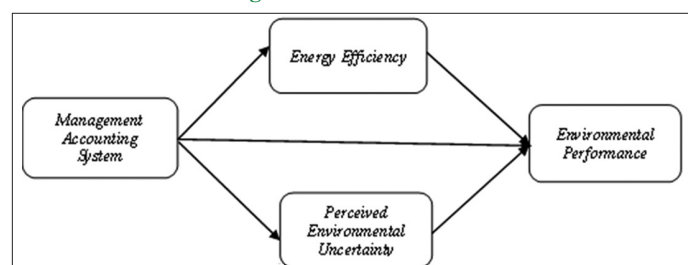 Energy Efficiency
Management
Accounting
System
Environmental
Performance
Perceived
Environmental
Uncertainty